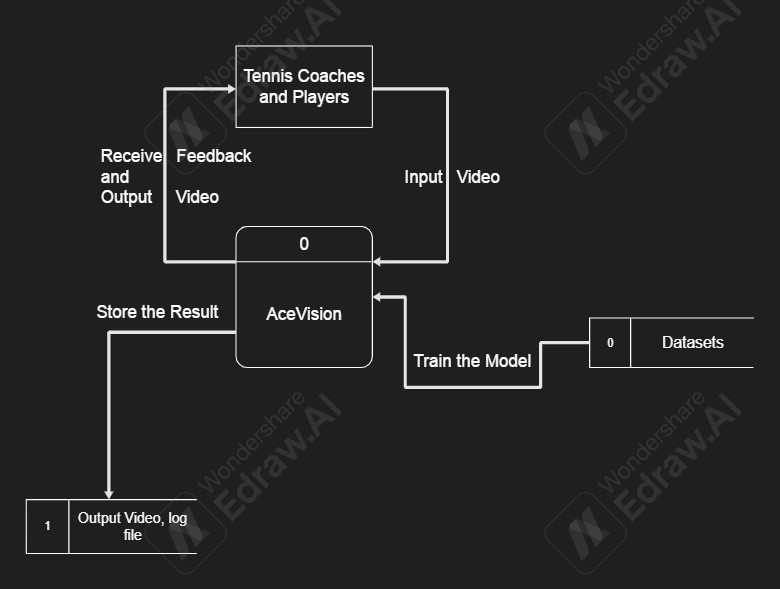 Wondershare
Edraw.AI
Wondershare
Edraw.AI
Tennis Coaches
and Players
Receive Feedback
and
Output Video
Input Video
0
AceVision
Store the Result
Train the Model
0 Datasets
Wondershare
Edraw.AI
Wondershare
Edraw.AI
1 Output Video, log
file